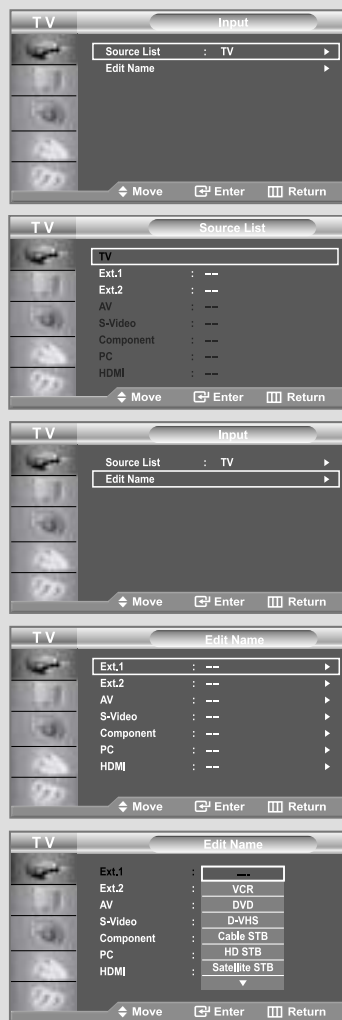 TV Input
Source List : TV ►
Edit Name ►
Move Enter Return
TV Source List
TV
Ext.1 : --
Ext.2 : --
AV : --
S-Video : --
Component : --
PC : --
HDMI : --
Move Enter Return
TV Input
Source List : TV ►
Edit Name ►
Move Enter Return
TV Edit Name
Ext.1 : -- ►
Ext.2 : -- ►
AV : -- ►
S-Video : -- ►
Component : -- ►
PC : -- ►
HDMI : -- ►
Move Enter Return
TV Edit Name
Ext.1 : --
Ext.2 : VCR
AV : DVD
S-Video : D-VHS
Component : Cable STB
PC : HD STB
HDMI : Satellite STB
▼
Move Enter Return